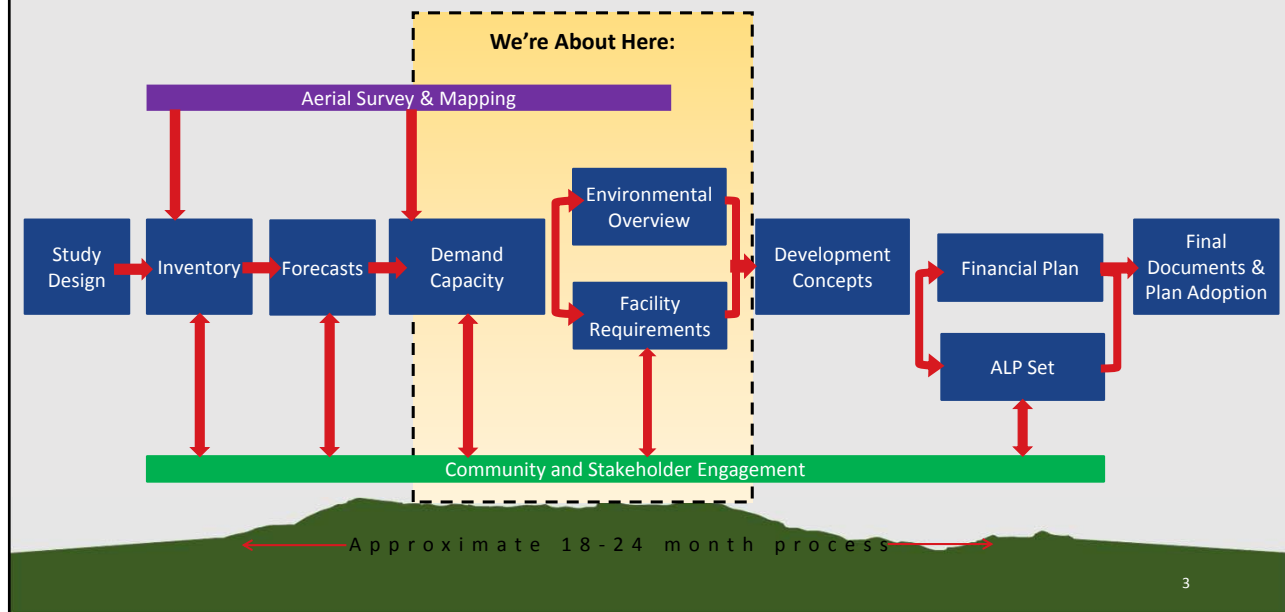 We're About Here:
Aerial Survey & Mapping
Study
Design
Inventory
Forecasts
Demand
Capacity
Environmental
Overview
Facility
Requirements
Development
Concepts
Financial Plan
ALP Set
Final
Documents &
Plan Adoption
Community and Stakeholder Engagement
Approximate 18-24 month process
3